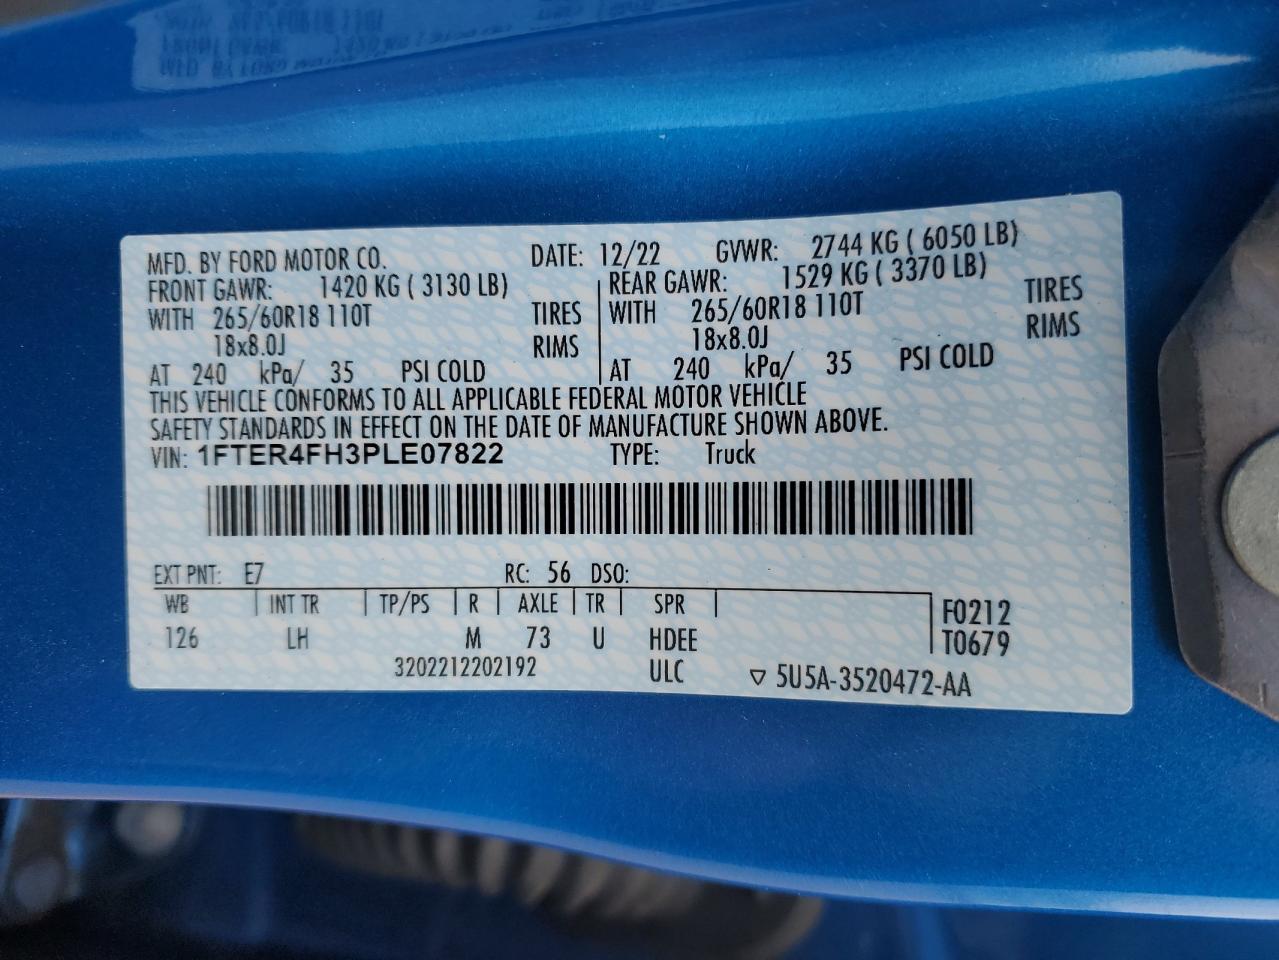 MFD. BY FORD MOTOR CO. DATE: 12/22 GVWR: 2744 KG ( 6050 LB)
FRONT GAWR: 1420 KG ( 3130 LB) REAR GAWR: 1529 KG ( 3370 LB)
WITH 265/60R18 110T TIRES WITH 265/60R18 110T TIRES
18x8.0J RIMS 18x8.0J RIMS
AT 240 kPa/ 35 PSI COLD AT 240 kPa/ 35 PSI COLD
THIS VEHICLE CONFORMS TO ALL APPLICABLE FEDERAL MOTOR VEHICLE
SAFETY STANDARDS IN EFFECT ON THE DATE OF MANUFACTURE SHOWN ABOVE.
VIN: 1FTER4FH3PLE07822 TYPE: Truck
EXT PNT: E7 RC: 56 DSO:
WB INT TR TP/PS R AXLE TR SPR F0212
126 LH M 73 U HDEE T0679
3202212202192 ULC ▽ 5U5A-3520472-AA